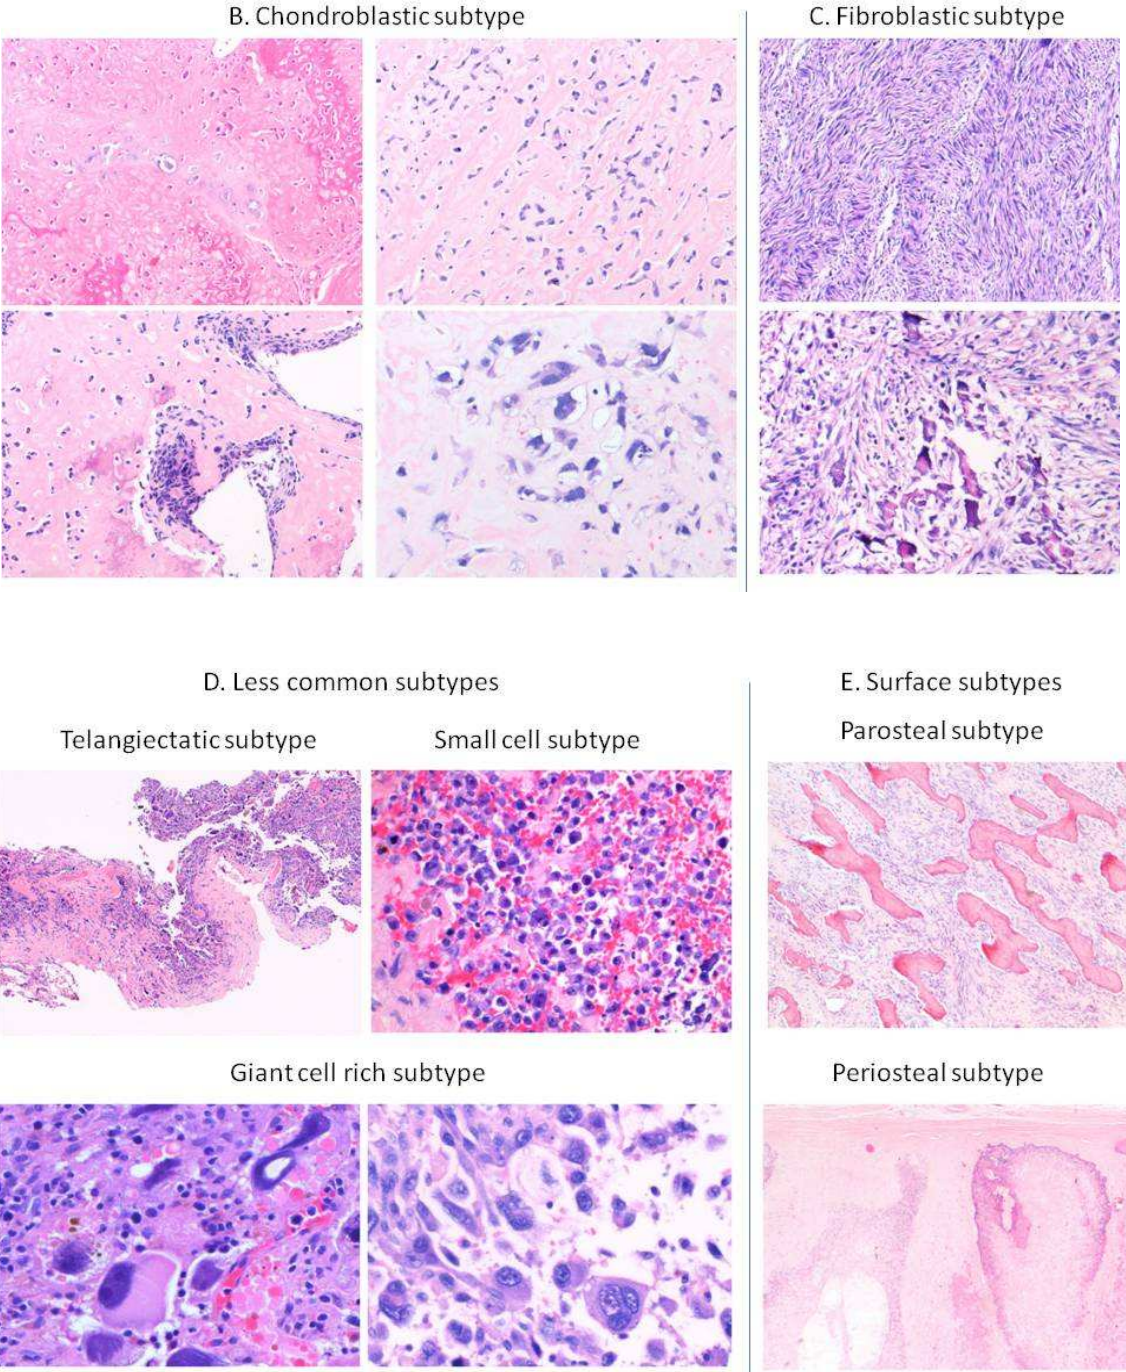 B. Chondroblastic subtype
C. Fibroblastic subtype
D. Less common subtypes
E. Surface subtypes
Telangiectatic subtype
Small cell subtype
Parosteal subtype
Giant cell rich subtype
Periosteal subtype